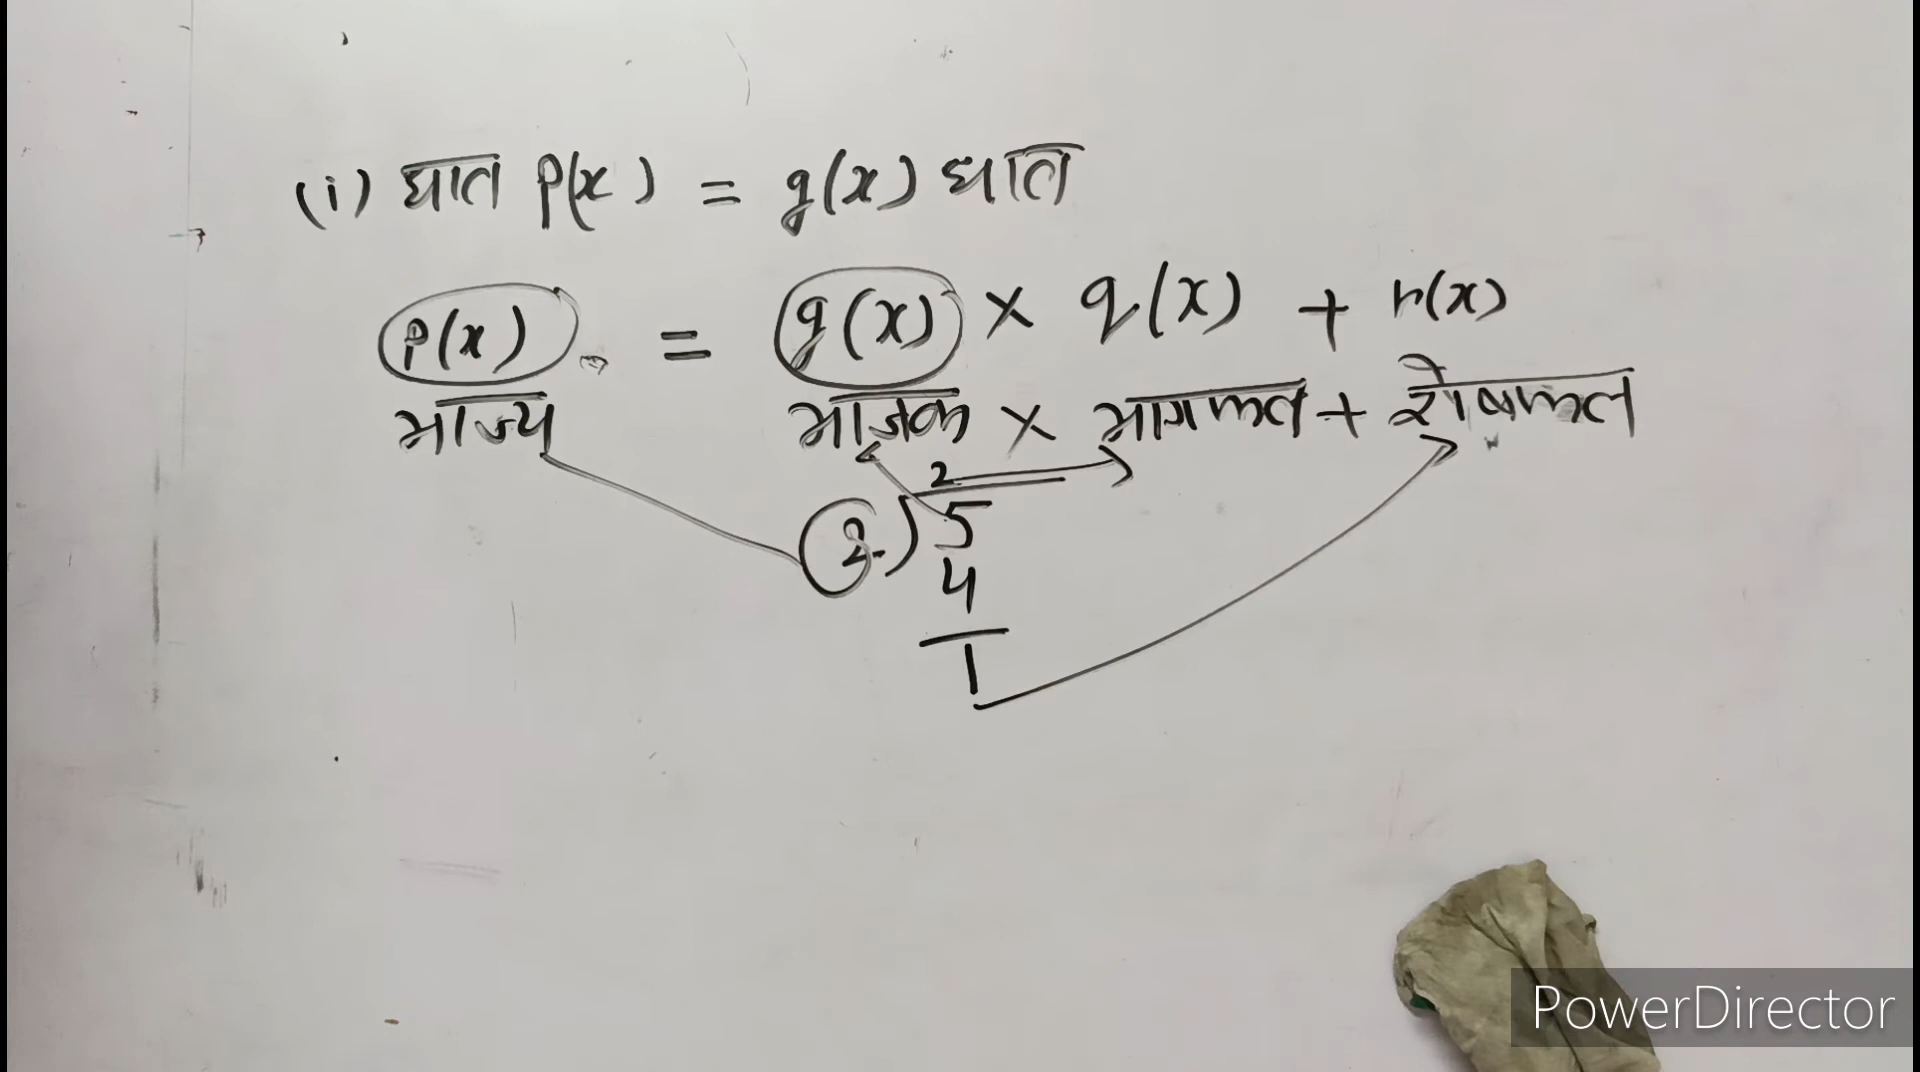 (i) घात p(x) = g(x) घात
p(x) = g(x) × q(x) + r(x)
भाज्य भाजक × भागफल + शेषफल
2
2) 5
4
1
PowerDirector